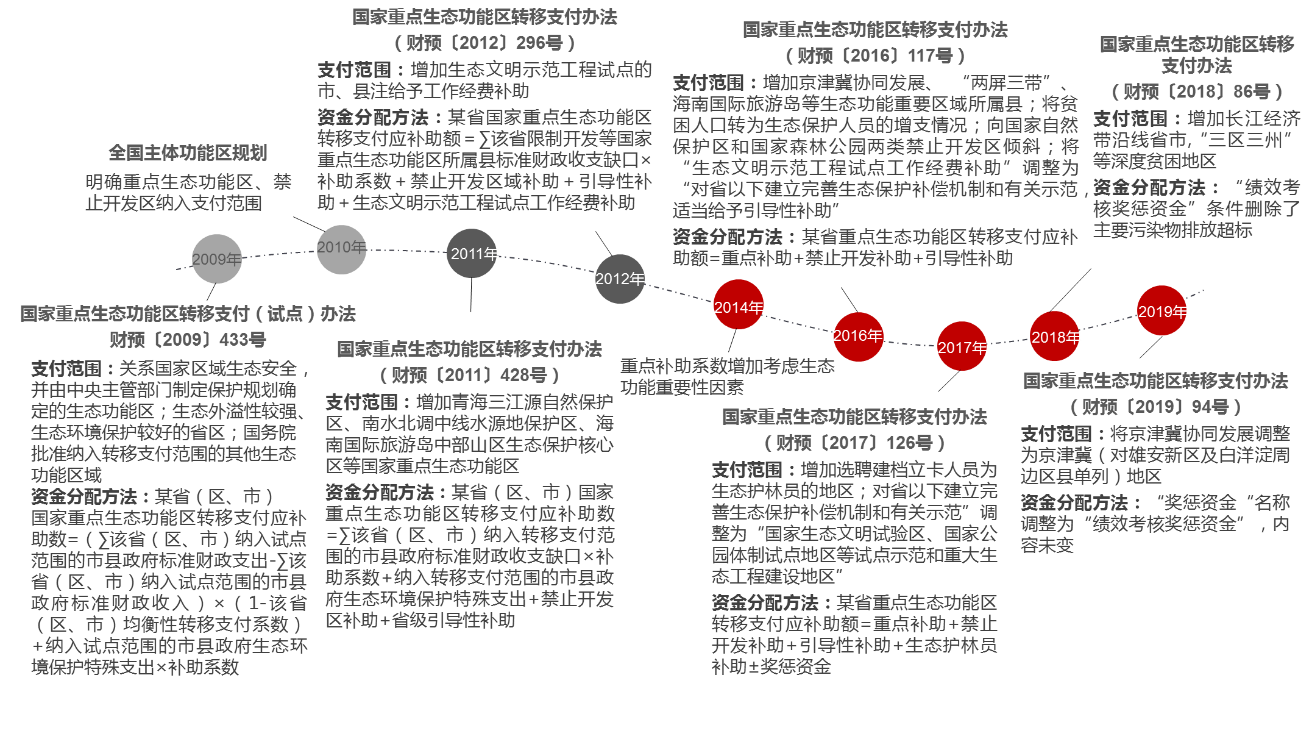 国家重点生态功能区转移支付办法
（财预〔2012〕296号）
支付范围：增加生态文明示范工程试点的
市、县注给予工作经费补助
资金分配方法：某省国家重点生态功能区
转移支付应补助额＝∑该省限制开发等国家
重点生态功能区所属县标准财政收支缺口×
补助系数＋禁止开发区域补助＋引导性补
助＋生态文明示范工程试点工作经费补助
国家重点生态功能区转移支付办法
（财预〔2016〕117号）
支付范围：增加京津冀协同发展、“两屏三带”、
海南国际旅游岛等生态功能重要区域所属县；将贫
困人口转为生态保护人员的增支情况；向国家自然
保护区和国家森林公园两类禁止开发区倾斜；将
“生态文明示范工程试点工作经费补助”调整为
“对省以下建立完善生态保护补偿机制和有关示范，
适当给予引导性补助”
资金分配方法：某省重点生态功能区转移支付应补
助额=重点补助+禁止开发补助+引导性补助
国家重点生态功能区转移
支付办法
（财预〔2018〕86号）
支付范围：增加长江经济
带沿线省市,“三区三州”
等深度贫困地区
资金分配方法：“绩效考
核奖惩资金”条件删除了
主要污染物排放超标
全国主体功能区规划
明确重点生态功能区、禁
止开发区纳入支付范围
2009年
2010年
2011年
2012年
2014年
2016年
2017年
2018年
2019年
国家重点生态功能区转移支付（试点）办法
财预〔2009〕433号
支付范围：关系国家区域生态安全，
并由中央主管部门制定保护规划确
定的生态功能区；生态外溢性较强、
生态环境保护较好的省区；国务院
批准纳入转移支付范围的其他生态
功能区域
资金分配方法：某省（区、市）
国家重点生态功能区转移支付应补
助数=（∑该省（区、市）纳入试点
范围的市县政府标准财政支出-∑该
省（区、市）纳入试点范围的市县
政府标准财政收入）×（1-该省
（区、市）均衡性转移支付系数）
+纳入试点范围的市县政府生态环
境保护特殊支出×补助系数
国家重点生态功能区转移支付办法
（财预〔2011〕428号）
支付范围：增加青海三江源自然保护
区、南水北调中线水源地保护区、海
南国际旅游岛中部山区生态保护核心
区等国家重点生态功能区
资金分配方法：某省（区、市）国家
重点生态功能区转移支付应补助数
=∑该省（区、市）纳入转移支付范
围的市县政府标准财政收支缺口×补
助系数+纳入转移支付范围的市县政
府生态环境保护特殊支出+禁止开发
区补助+省级引导性补助
重点补助系数增加考虑生态
功能重要性因素
国家重点生态功能区转移支付办法
（财预〔2017〕126号）
支付范围：增加选聘建档立卡人员为
生态护林员的地区；对省以下建立完
善生态保护补偿机制和有关示范”调
整为“国家生态文明试验区、国家公
园体制试点地区等试点示范和重大生
态工程建设地区”
资金分配方法：某省重点生态功能区
转移支付应补助额=重点补助+禁止
开发补助+引导性补助+生态护林员
补助±奖惩资金
国家重点生态功能区转移支付办法
（财预〔2019〕94号）
支付范围：将京津冀协同发展调整
为京津冀（对雄安新区及白洋淀周
边区县单列）地区
资金分配方法：“奖惩资金“名称
调整为“绩效考核奖惩资金”，内
容未变